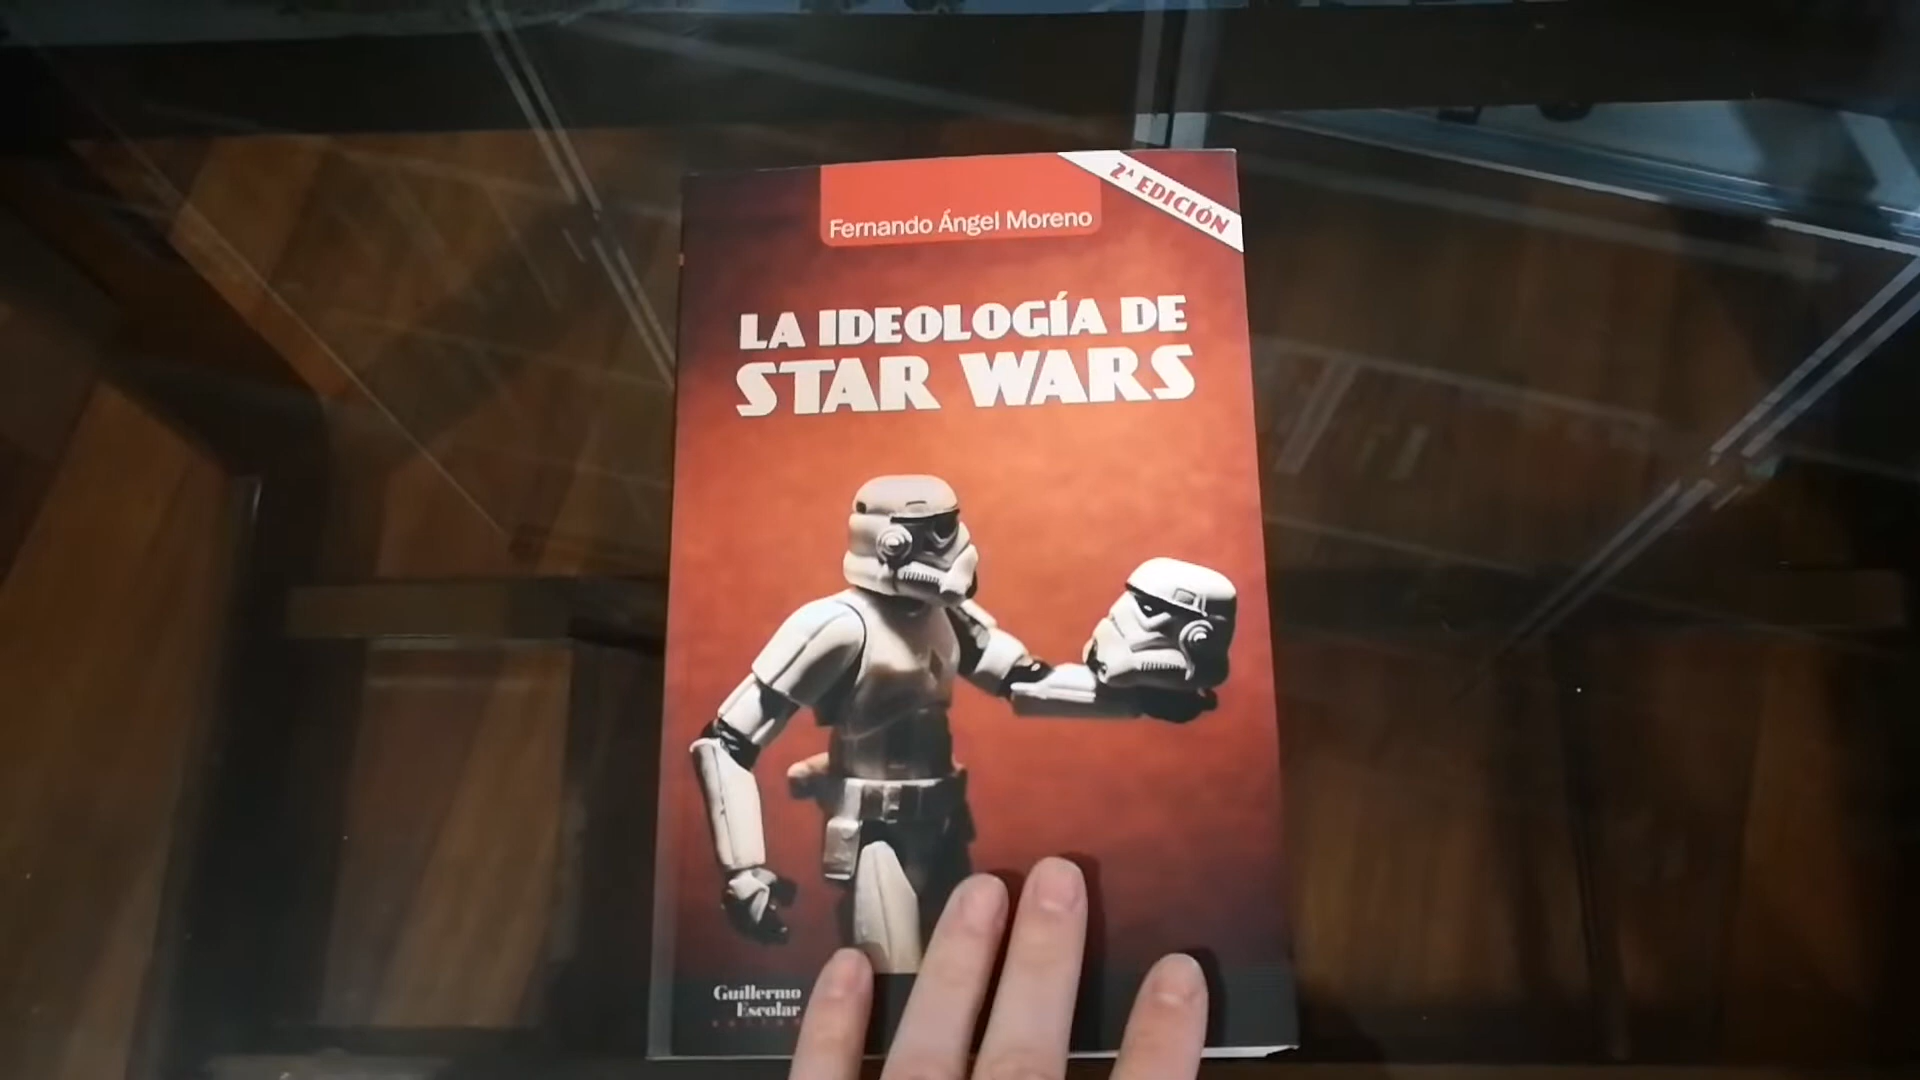 Fernando Ángel Moreno
2ª EDICIÓN
LA IDEOLOGÍA DE
STAR WARS
Guillermo
Escolar